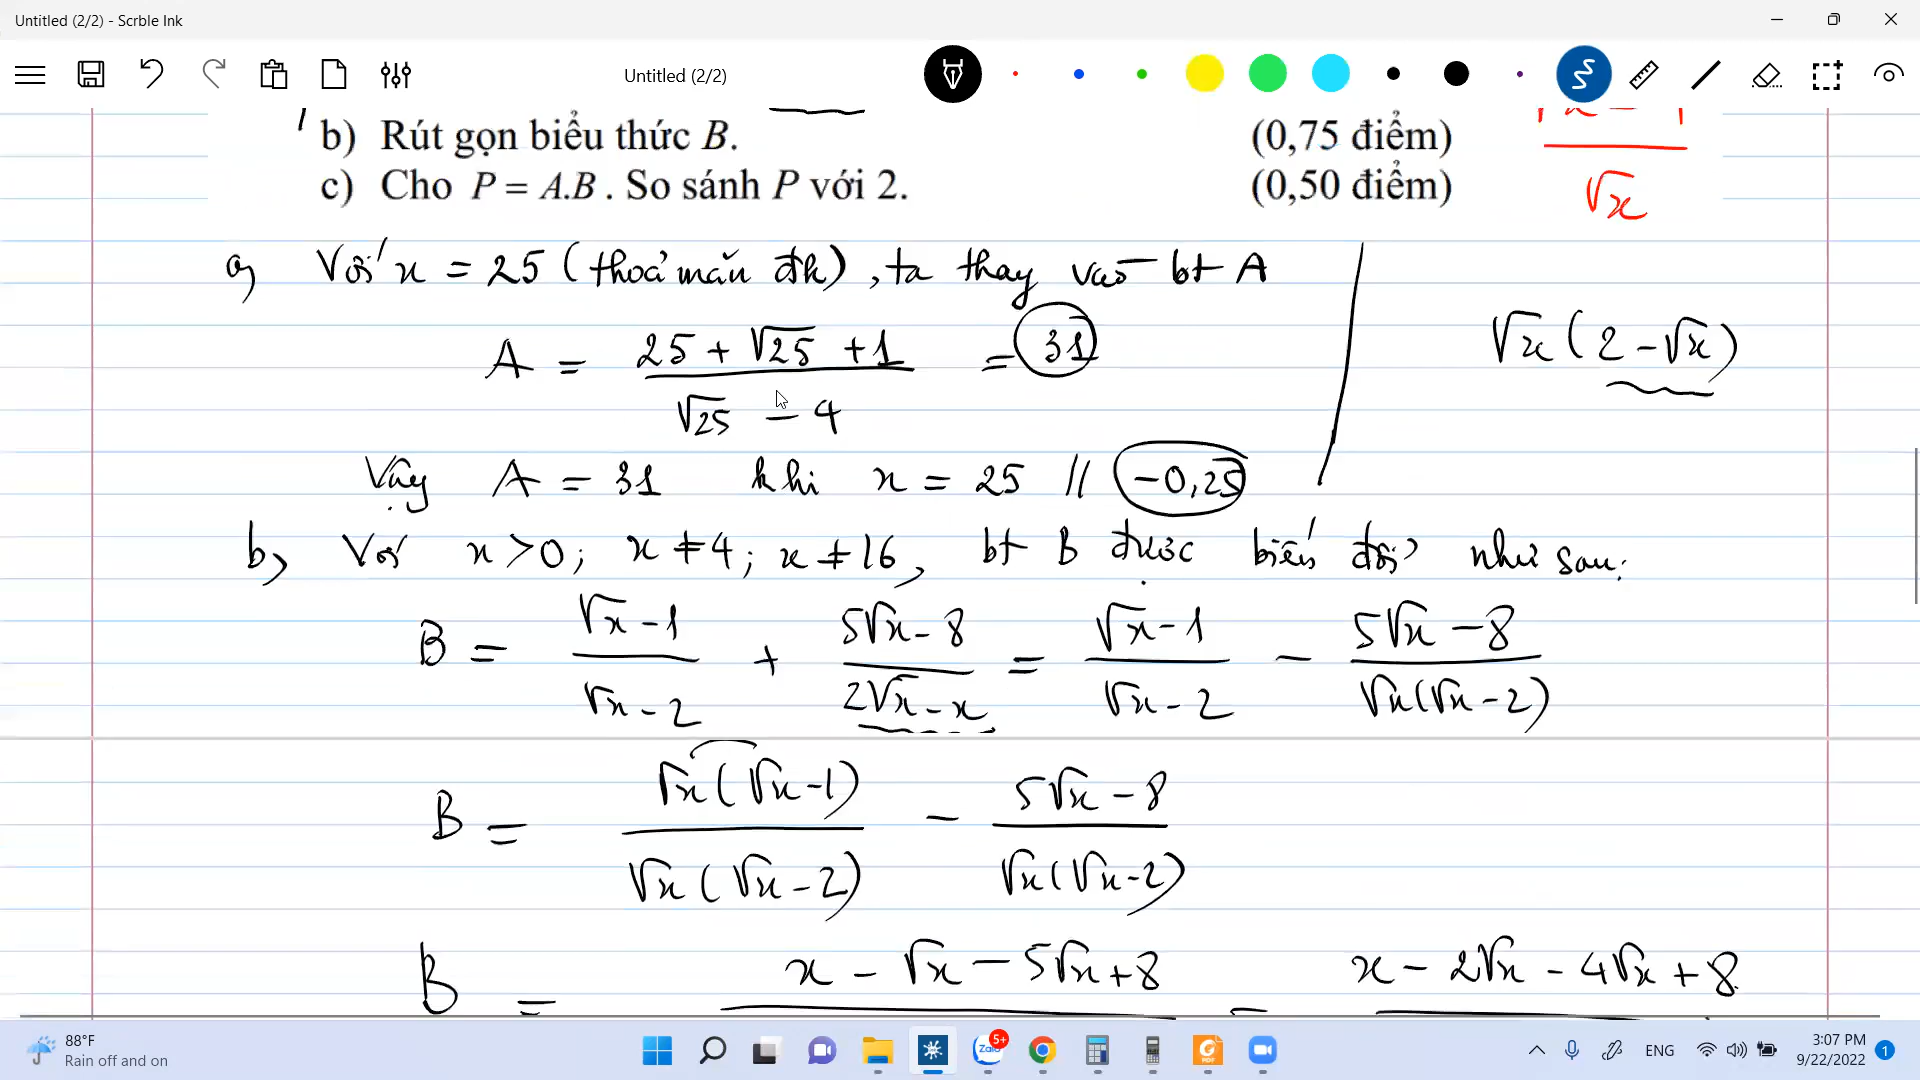 Untitled (2/2) - Scrble Ink
Untitled (2/2)
b) Rút gọn biểu thức B. (0,75 điểm)
c) Cho P = A.B . So sánh P với 2. (0,50 điểm)
√x
a) Với x = 25 (thoả mãn đk), ta thay vào bt A
A = (25 + √25 + 1) / (√25 - 4) = 31
√x (2 - √x)
Vậy A = 31 khi x = 25 // -0,25
b) Với x > 0; x ≠ 4; x ≠ 16, bt B được biến đổi như sau:
B = (√x - 1) / (√x - 2) + (5√x - 8) / (2√x - x) = (√x - 1) / (√x - 2) - (5√x - 8) / (√x(√x - 2))
B = √x(√x - 1) / (√x(√x - 2)) - (5√x - 8) / (√x(√x - 2))
B = x - √x - 5√x + 8 = x - 2√x - 4√x + 8
88°F
Rain off and on
5+
Zalo
PDF
ENG
3:07 PM
9/22/2022
1